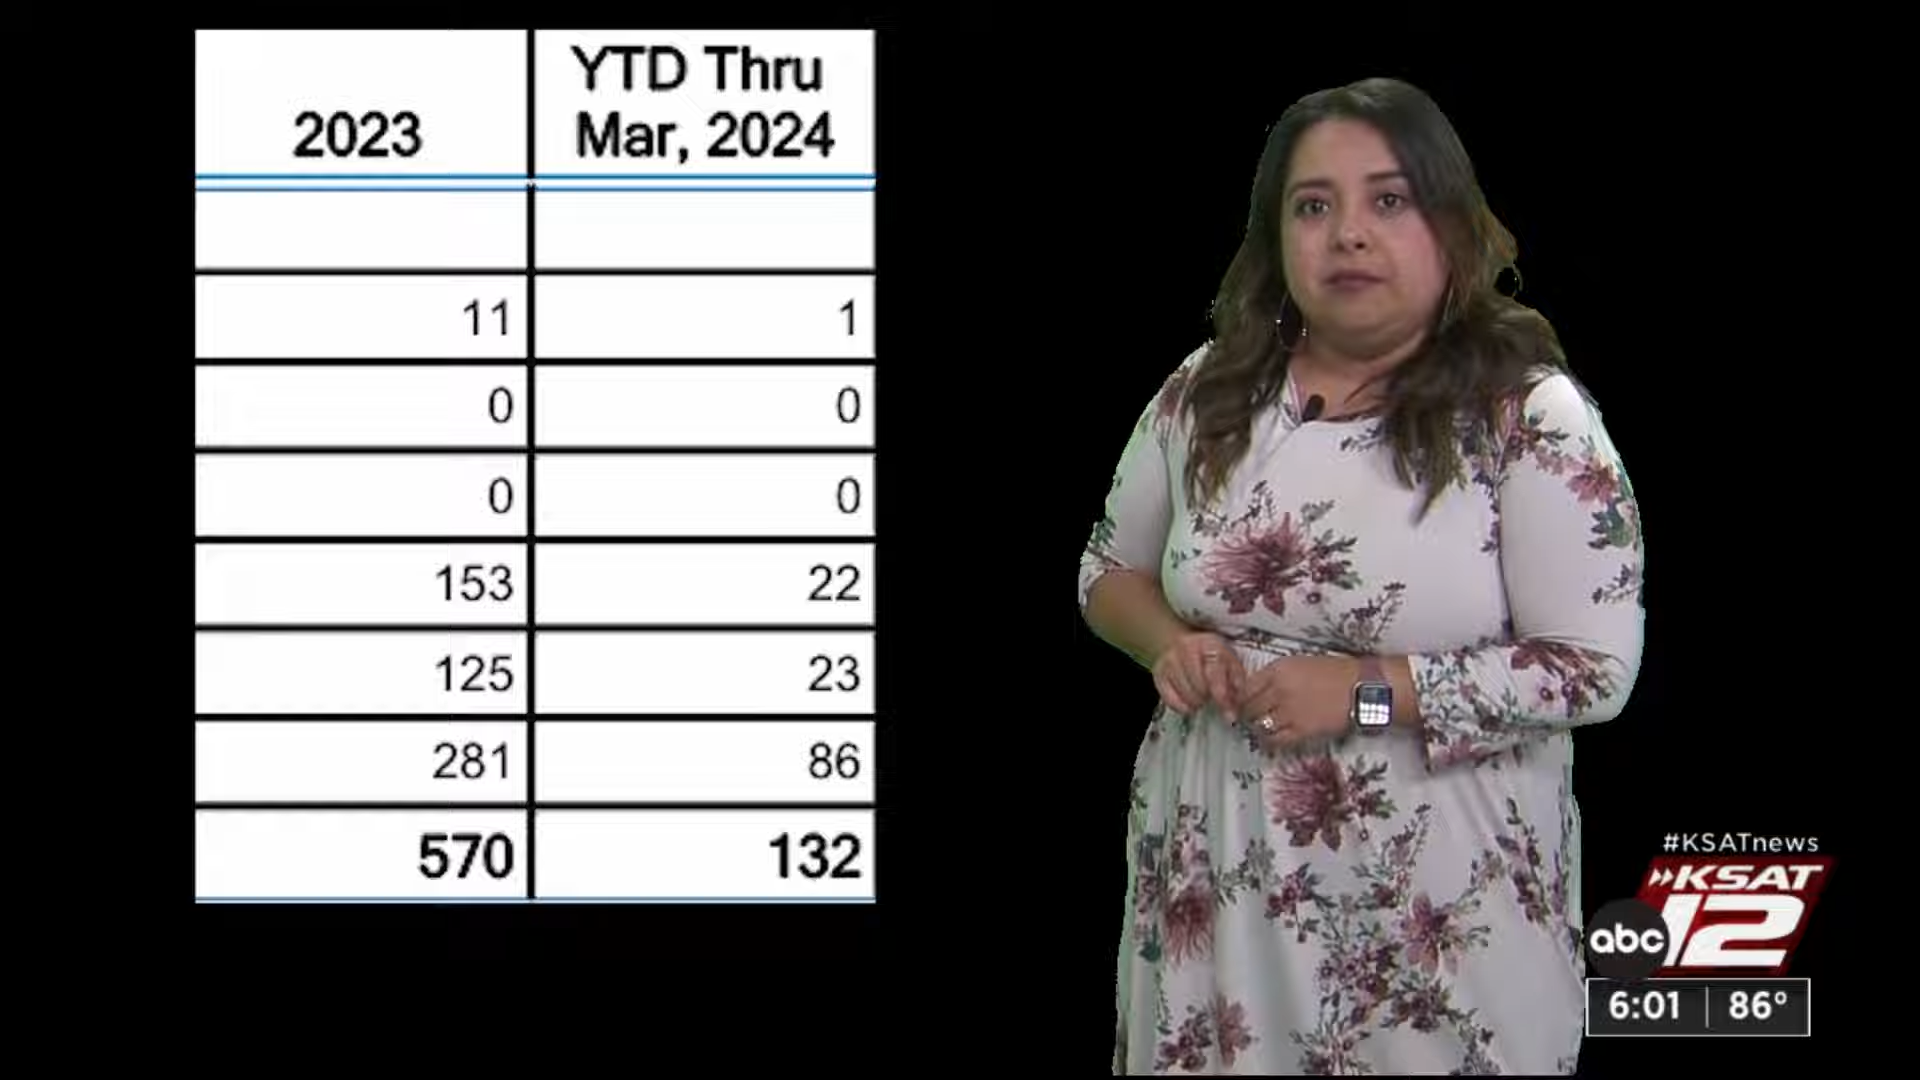 2023
YTD Thru
Mar, 2024
11 1
0 0
0 0
153 22
125 23
281 86
570 132
#KSATnews
KSAT
12
abc
6:01 86°